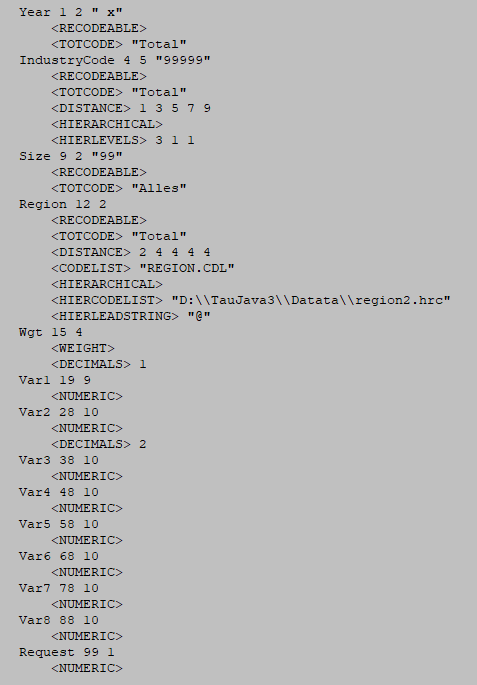 Year 1 2 " x"
<RECODEABLE>
<TOTCODE> "Total"
IndustryCode 4 5 "99999"
<RECODEABLE>
<TOTCODE> "Total"
<DISTANCE> 1 3 5 7 9
<HIERARCHICAL>
<HIERLEVELS> 3 1 1
Size 9 2 "99"
<RECODEABLE>
<TOTCODE> "Alles"
Region 12 2
<RECODEABLE>
<TOTCODE> "Total"
<DISTANCE> 2 4 4 4 4
<CODELIST> "REGION.CDL"
<HIERARCHICAL>
<HIERCODELIST> "D:\\TauJava3\\Datata\\region2.hrc"
<HIERLEADSTRING> "@"
Wgt 15 4
<WEIGHT>
<DECIMALS> 1
Var1 19 9
<NUMERIC>
Var2 28 10
<NUMERIC>
<DECIMALS> 2
Var3 38 10
<NUMERIC>
Var4 48 10
<NUMERIC>
Var5 58 10
<NUMERIC>
Var6 68 10
<NUMERIC>
Var7 78 10
<NUMERIC>
Var8 88 10
<NUMERIC>
Request 99 1
<NUMERIC>